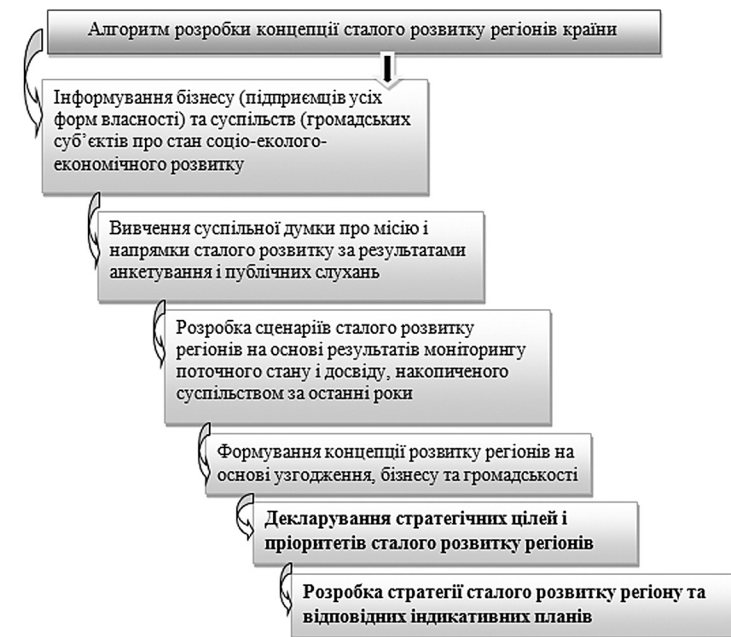 Алгоритм розробки концепції сталого розвитку регіонів країни
Інформування бізнесу (підприємців усіх
форм власності) та суспільств (громадських
суб’єктів про стан соціо-еколого-
економічного розвитку
Вивчення суспільної думки про місію і
напрямки сталого розвитку за результатами
анкетування і публічних слухань
Розробка сценаріїв сталого розвитку
регіонів на основі результатів моніторингу
поточного стану і досвіду, накопиченого
суспільством за останні роки
Формування концепції розвитку регіонів на
основі узгодження, бізнесу та громадськості
Декларування стратегічних цілей і
пріоритетів сталого розвитку регіонів
Розробка стратегії сталого розвитку регіону та
відповідних індикативних планів